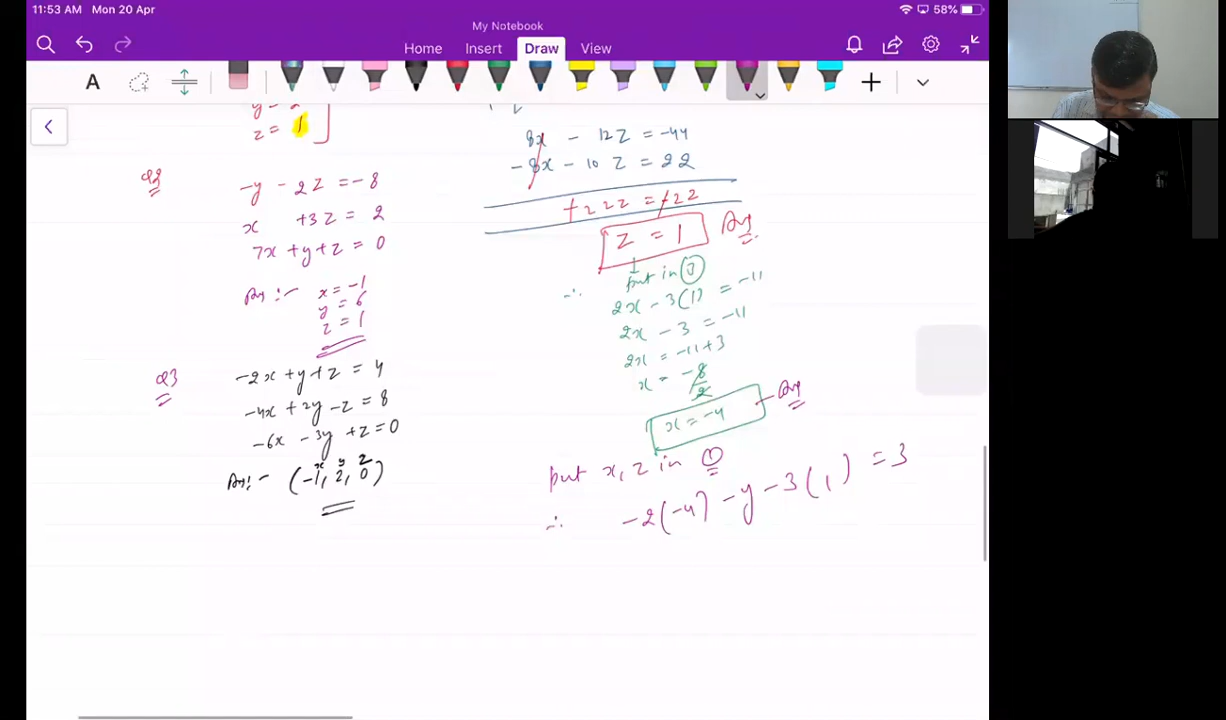 11:53 AM Mon 20 Apr
58%
My Notebook
Home Insert Draw View
A
z = 1
Q2
-y - 2z = -8
x +3z = 2
7x + y + z = 0
Ans :- x = -1
y = 6
z = 1
Q3
-2x + y + z = 4
-4x + 2y - z = 8
-6x - 3y + z = 0
x y z
Ans:- (-1, 2, 0)
8x - 12z = -44
-8x - 10z = 22
+22z = +22
z = 1 Ans
∴ put in ③
2x - 3(1) = -11
2x - 3 = -11
2x = -11+3
x = -8/2
x = -4 Ans
put x, z in ①
∴ -2(-4) - y - 3(1) = 3